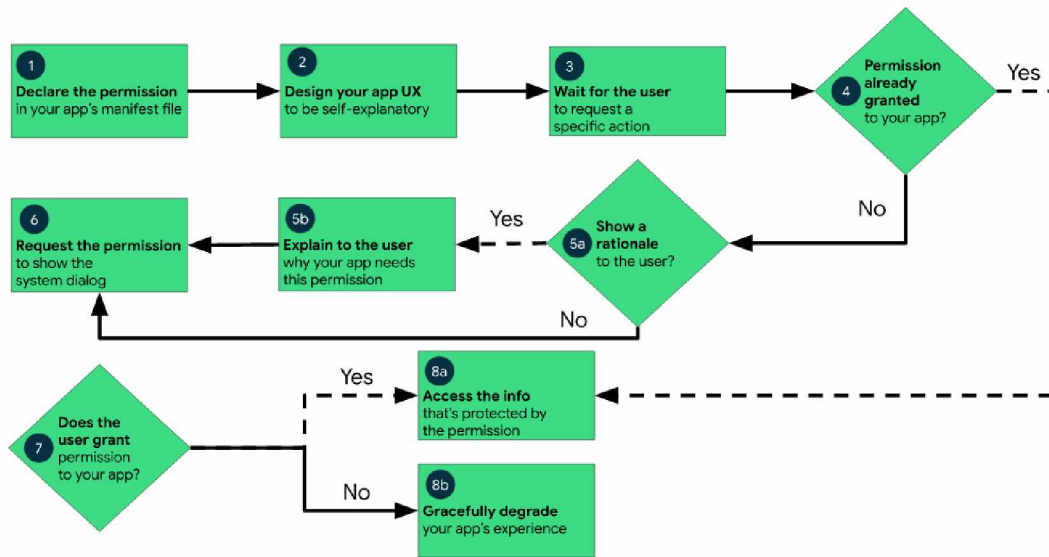 1
Declare the permission
in your app's manifest file
2
Design your app UX
to be self-explanatory
3
Wait for the user
to request a
specific action
4
Permission
already
granted
to your app?
Yes
No
5a
Show a
rationale
to the user?
Yes
No
5b
Explain to the user
why your app needs
this permission
6
Request the permission
to show the
system dialog
7
Does the
user grant
permission
to your app?
Yes
No
8a
Access the info
that's protected by
the permission
8b
Gracefully degrade
your app's experience